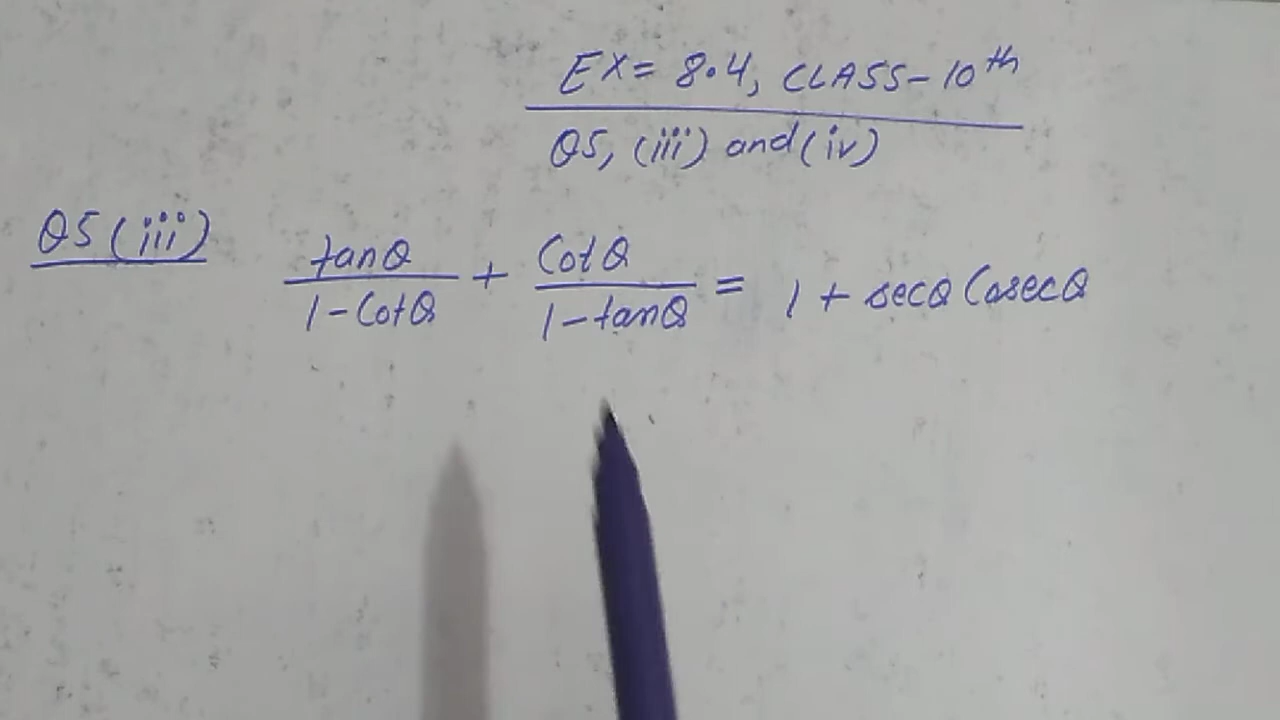 EX= 8.4, CLASS-10th
Q5, (iii) and (iv)
Q5 (iii) tanθ/1-Cotθ + Cotθ/1-tanθ = 1 + secθ Cosecθ